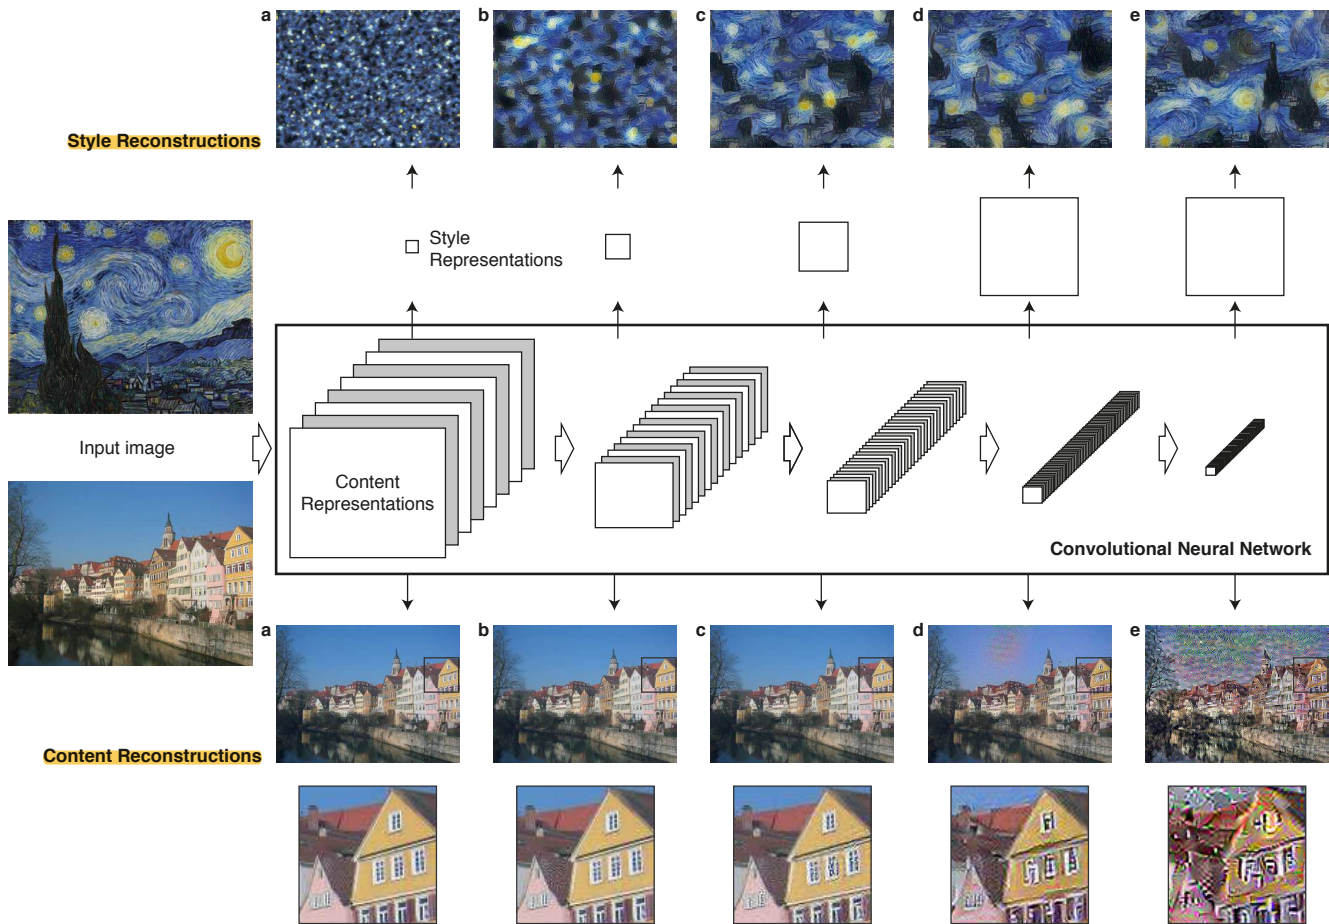 a
b
c
d
e
Style Reconstructions
Style
Representations
Input image
Content
Representations
Convolutional Neural Network
a
b
c
d
e
Content Reconstructions